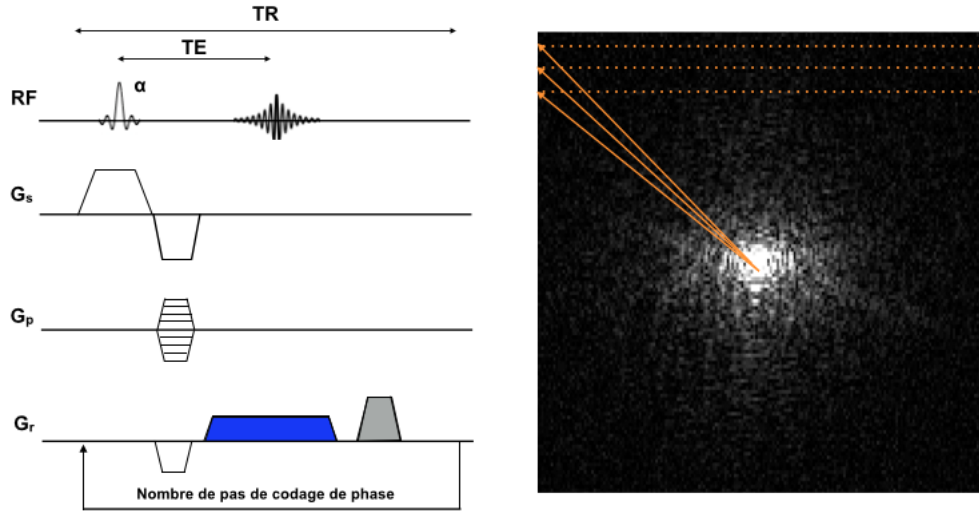 TR
TE
RF
α
Gₛ
Gₚ
Gᵣ
Nombre de pas de codage de phase